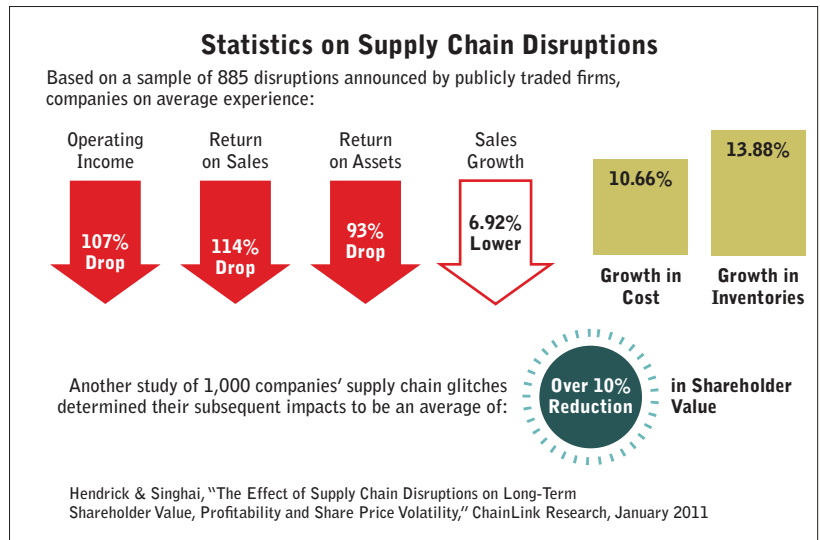 Statistics on Supply Chain Disruptions
Based on a sample of 885 disruptions announced by publicly traded firms,
companies on average experience:
Operating
Income
107%
Drop
Return
on Sales
114%
Drop
Return
on Assets
93%
Drop
Sales
Growth
6.92%
Lower
10.66%
Growth in
Cost
13.88%
Growth in
Inventories
Another study of 1,000 companies’ supply chain glitches
determined their subsequent impacts to be an average of:
Over 10%
Reduction
in Shareholder
Value
Hendrick & Singhai, “The Effect of Supply Chain Disruptions on Long-Term
Shareholder Value, Profitability and Share Price Volatility,” ChainLink Research, January 2011